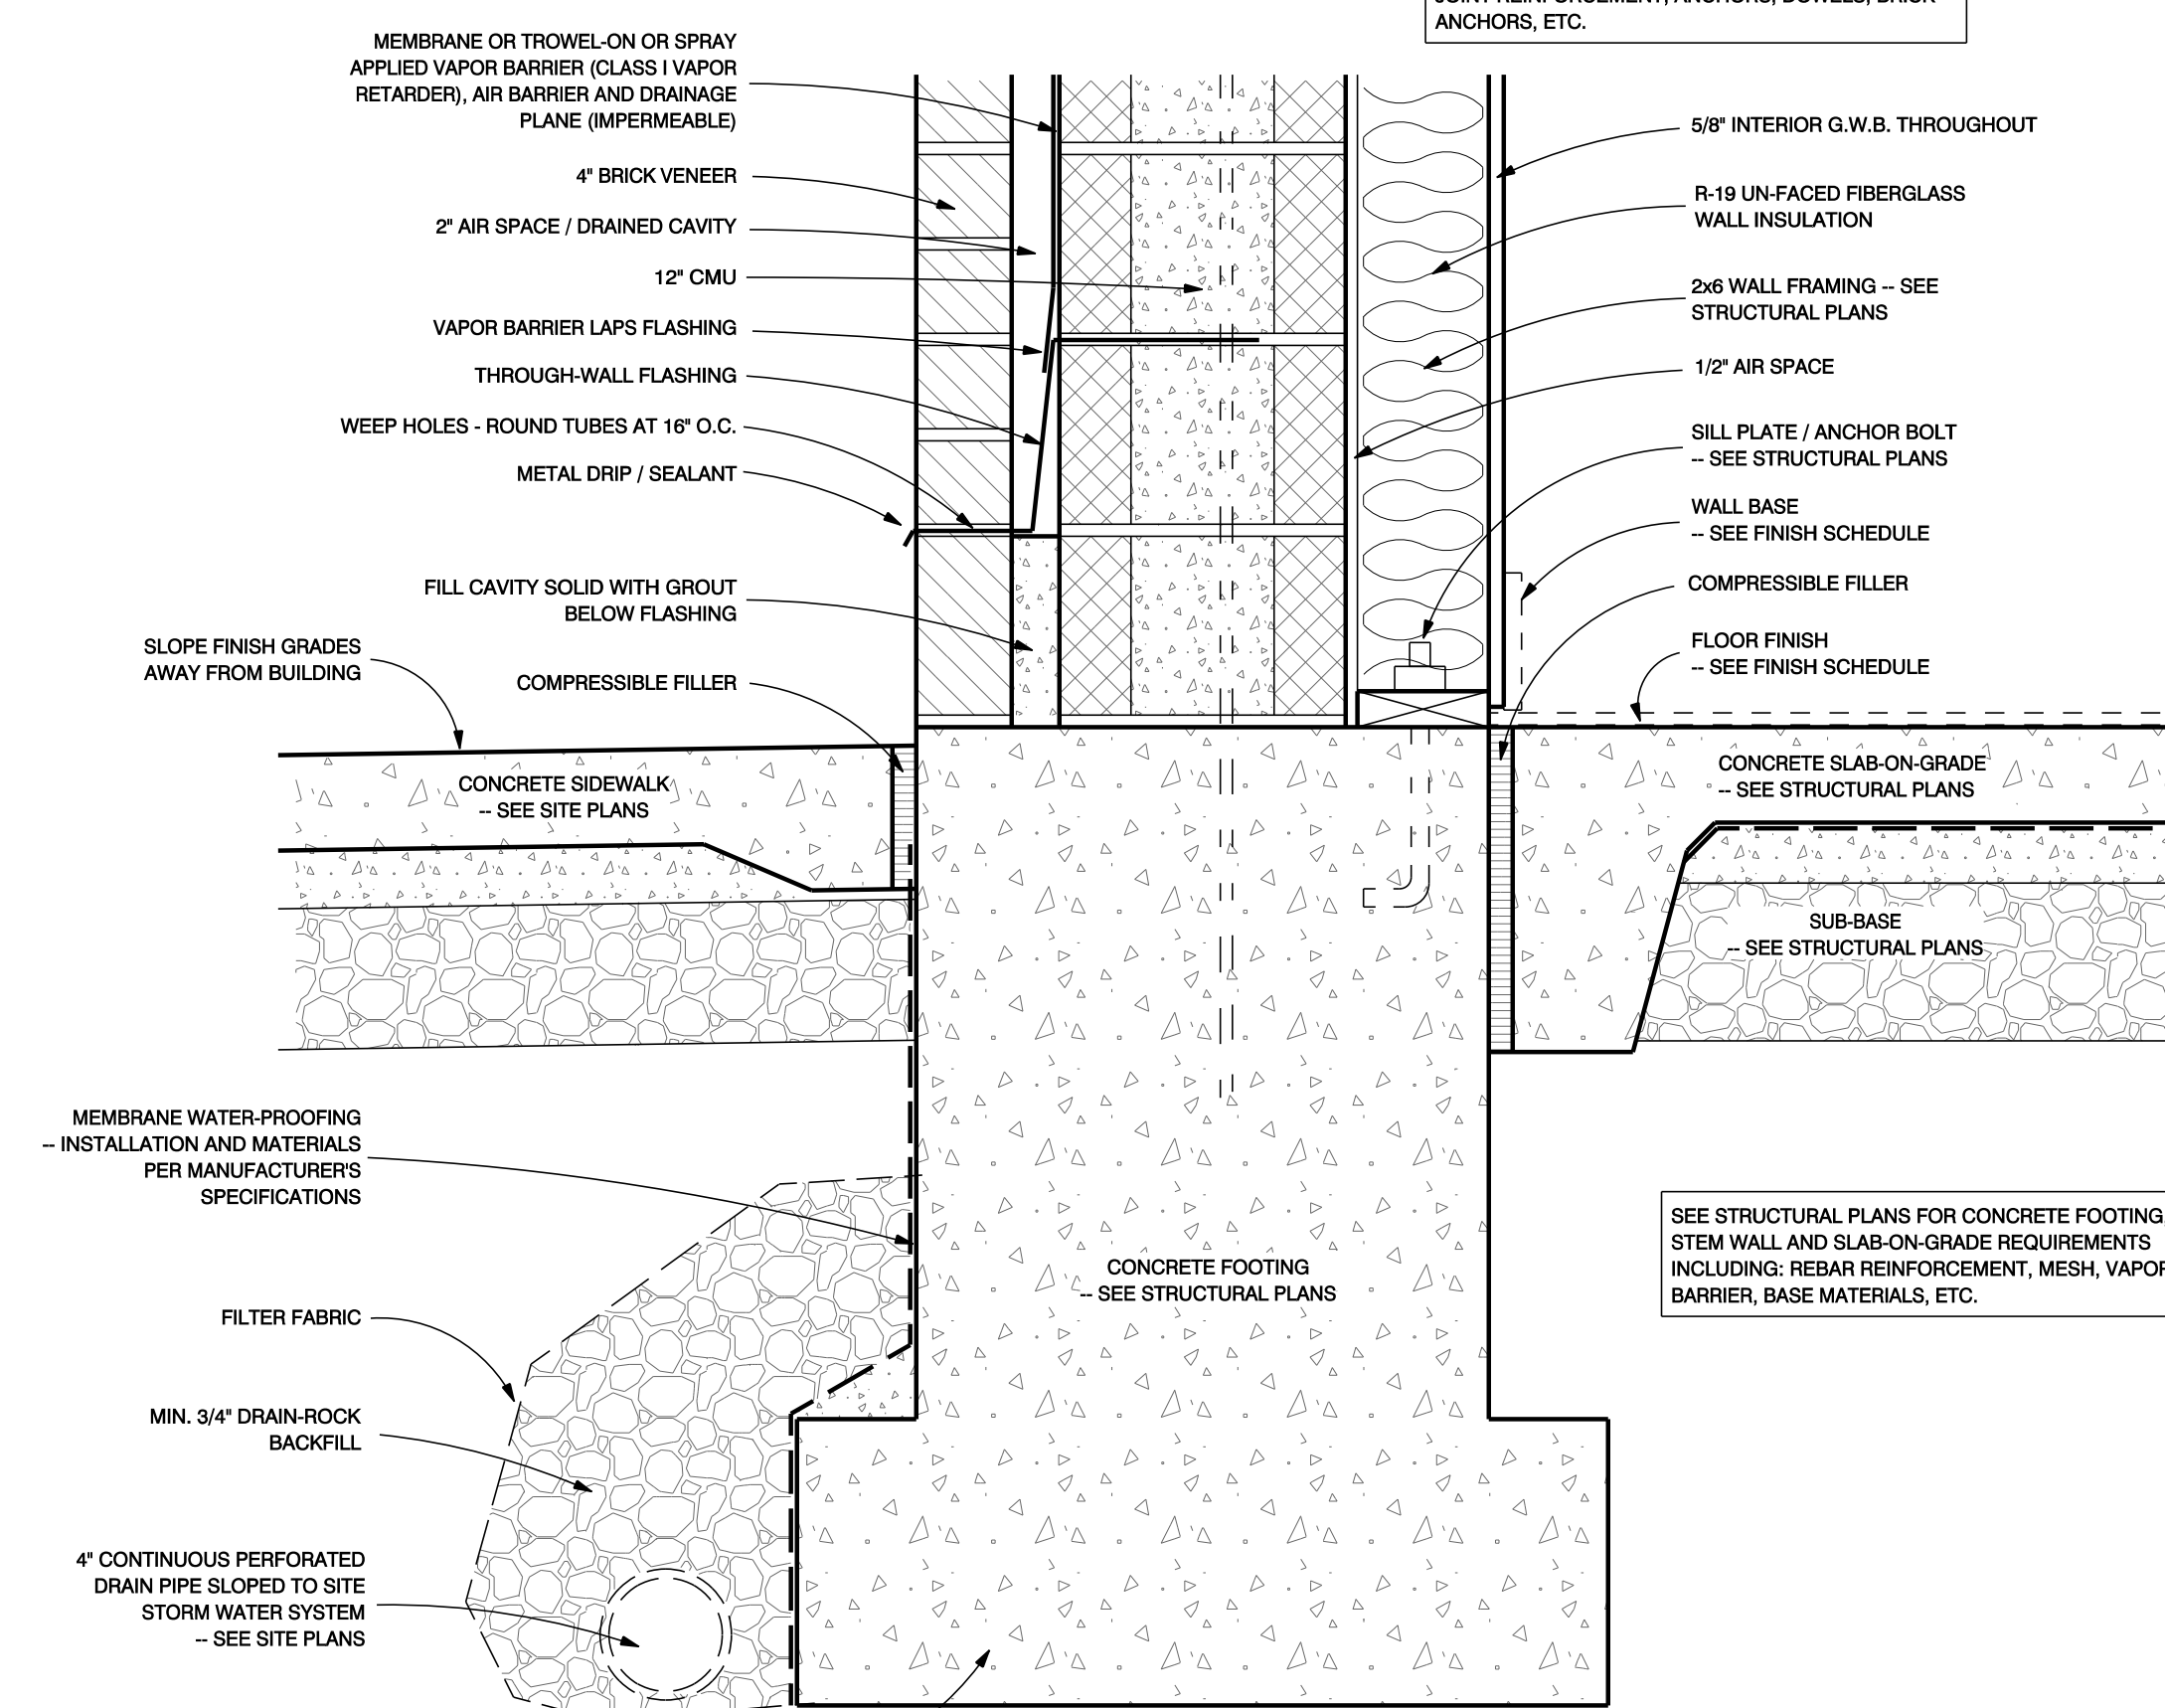 ANCHORS, ETC.
MEMBRANE OR TROWEL-ON OR SPRAY
APPLIED VAPOR BARRIER (CLASS I VAPOR
RETARDER), AIR BARRIER AND DRAINAGE
PLANE (IMPERMEABLE)
4" BRICK VENEER
2" AIR SPACE / DRAINED CAVITY
12" CMU
VAPOR BARRIER LAPS FLASHING
THROUGH-WALL FLASHING
WEEP HOLES - ROUND TUBES AT 16" O.C.
METAL DRIP / SEALANT
FILL CAVITY SOLID WITH GROUT
BELOW FLASHING
SLOPE FINISH GRADES
AWAY FROM BUILDING
COMPRESSIBLE FILLER
5/8" INTERIOR G.W.B. THROUGHOUT
R-19 UN-FACED FIBERGLASS
WALL INSULATION
2x6 WALL FRAMING -- SEE
STRUCTURAL PLANS
1/2" AIR SPACE
SILL PLATE / ANCHOR BOLT
-- SEE STRUCTURAL PLANS
WALL BASE
-- SEE FINISH SCHEDULE
COMPRESSIBLE FILLER
FLOOR FINISH
-- SEE FINISH SCHEDULE
CONCRETE SIDEWALK
-- SEE SITE PLANS
CONCRETE SLAB-ON-GRADE
-- SEE STRUCTURAL PLANS
SUB-BASE
-- SEE STRUCTURAL PLANS
MEMBRANE WATER-PROOFING
-- INSTALLATION AND MATERIALS
PER MANUFACTURER'S
SPECIFICATIONS
SEE STRUCTURAL PLANS FOR CONCRETE FOOTING,
STEM WALL AND SLAB-ON-GRADE REQUIREMENTS
INCLUDING: REBAR REINFORCEMENT, MESH, VAPOR
BARRIER, BASE MATERIALS, ETC.
CONCRETE FOOTING
-- SEE STRUCTURAL PLANS
FILTER FABRIC
MIN. 3/4" DRAIN-ROCK
BACKFILL
4" CONTINUOUS PERFORATED
DRAIN PIPE SLOPED TO SITE
STORM WATER SYSTEM
-- SEE SITE PLANS